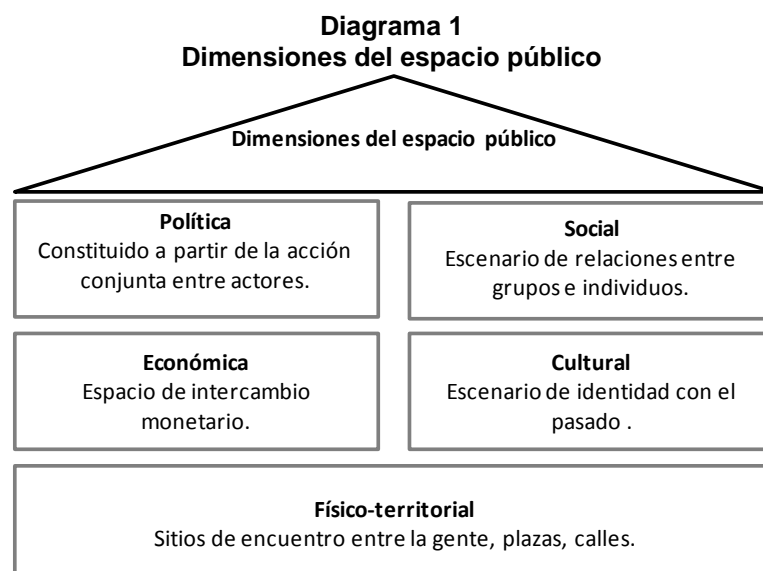 Diagrama 1
Dimensiones del espacio público
Dimensiones del espacio público
Política
Constituido a partir de la acción
conjunta entre actores.
Social
Escenario de relaciones entre
grupos e individuos.
Económica
Espacio de intercambio
monetario.
Cultural
Escenario de identidad con el
pasado .
Físico-territorial
Sitios de encuentro entre la gente, plazas, calles.